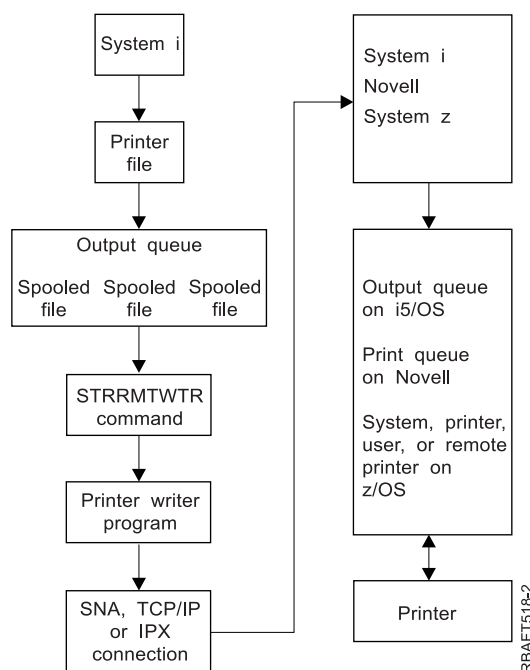 System i
Printer
file
Output queue
Spooled Spooled Spooled
file file file
STRRMTWTR
command
Printer writer
program
SNA, TCP/IP
or IPX
connection
System i
Novell
System z
Output queue
on i5/OS
Print queue
on Novell
System, printer,
user, or remote
printer on
z/OS
Printer
RBAFT518-2